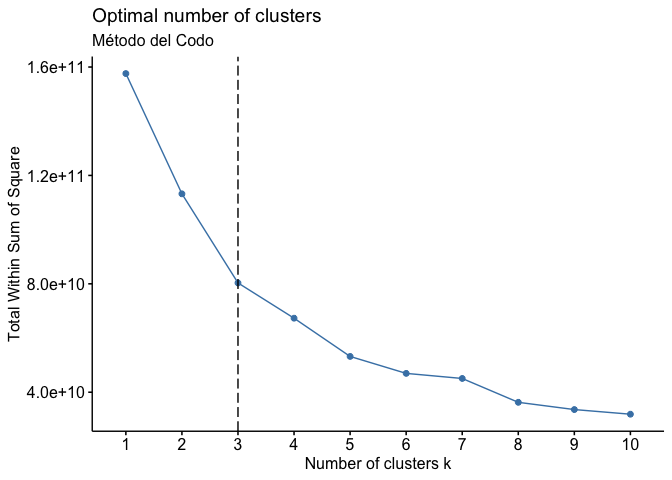 Optimal number of clusters
Método del Codo
1.6e+11
1.2e+11
8.0e+10
4.0e+10
Total Within Sum of Square
1 2 3 4 5 6 7 8 9 10
Number of clusters k